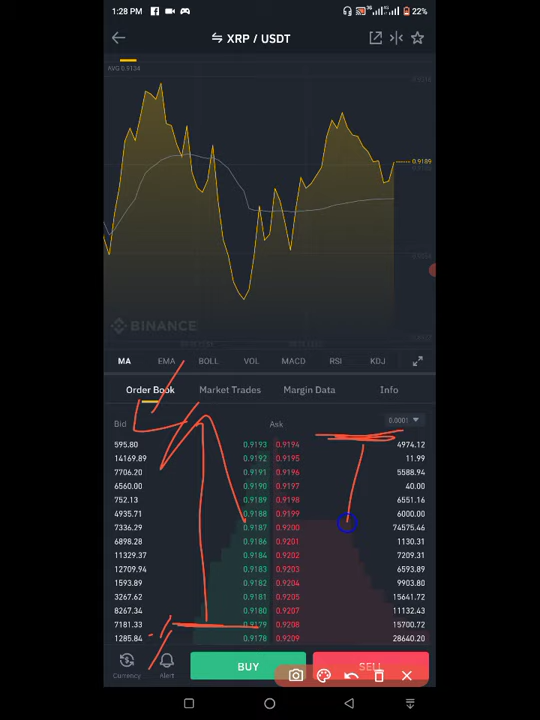 1:28 PM 22%
XRP / USDT
AVG 0.9134
0.9189
BINANCE
MA EMA BOLL VOL MACD RSI KDJ
Order Book Market Trades Margin Data Info
Bid Ask 0.0001
595.80 0.9193 0.9194 4974.12
14169.89 0.9192 0.9195 11.99
7706.20 0.9191 0.9196 5588.94
6560.00 0.9190 0.9197 40.00
752.13 0.9189 0.9198 6551.16
4935.71 0.9188 0.9199 6000.00
7336.29 0.9187 0.9200 74575.46
6898.28 0.9186 0.9201 1130.31
11329.37 0.9184 0.9202 7209.31
12709.94 0.9183 0.9203 6593.89
1593.89 0.9182 0.9204 9903.80
3267.62 0.9181 0.9205 15641.72
8267.34 0.9180 0.9207 11132.43
7181.33 0.9179 0.9208 15700.72
1285.84 0.9178 0.9209 28640.20
Currency Alert BUY SELL